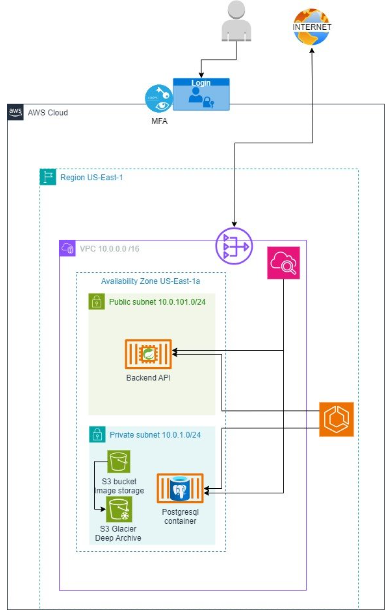 INTERNET
Login
MFA
aws
AWS Cloud
Region US-East-1
VPC 10.0.0.0 /16
Availability Zone US-East-1a
Public subnet 10.0.101.0/24
Backend API
Private subnet 10.0.1.0/24
S3 bucket
Image storage
S3 Glacier
Deep Archive
Postgresql
container